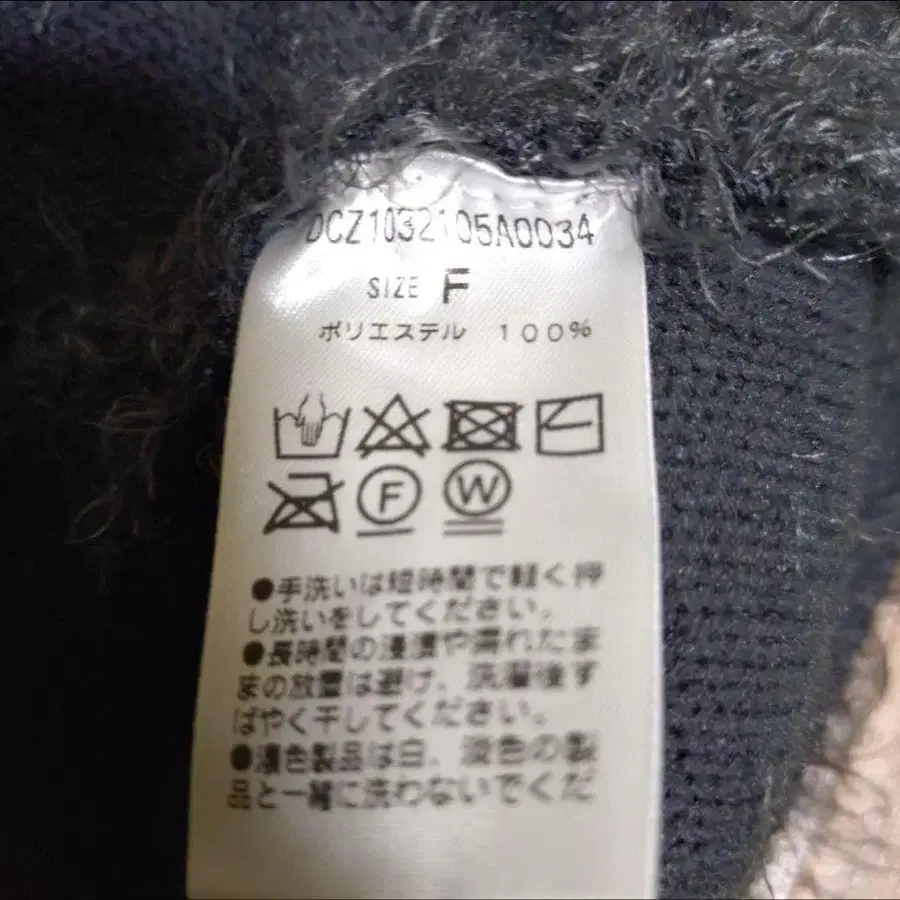 DCZ1032105A0034
SIZE F
ポリエステル 100%
F W
●手洗いは短時間で軽く押
し洗いをしてください。
●長時間の浸漬や濡れたま
まの放置は避け、洗濯後す
ばやく干してください。
●濃色製品は白、淡色の製
品と一緒に洗わないでくだ